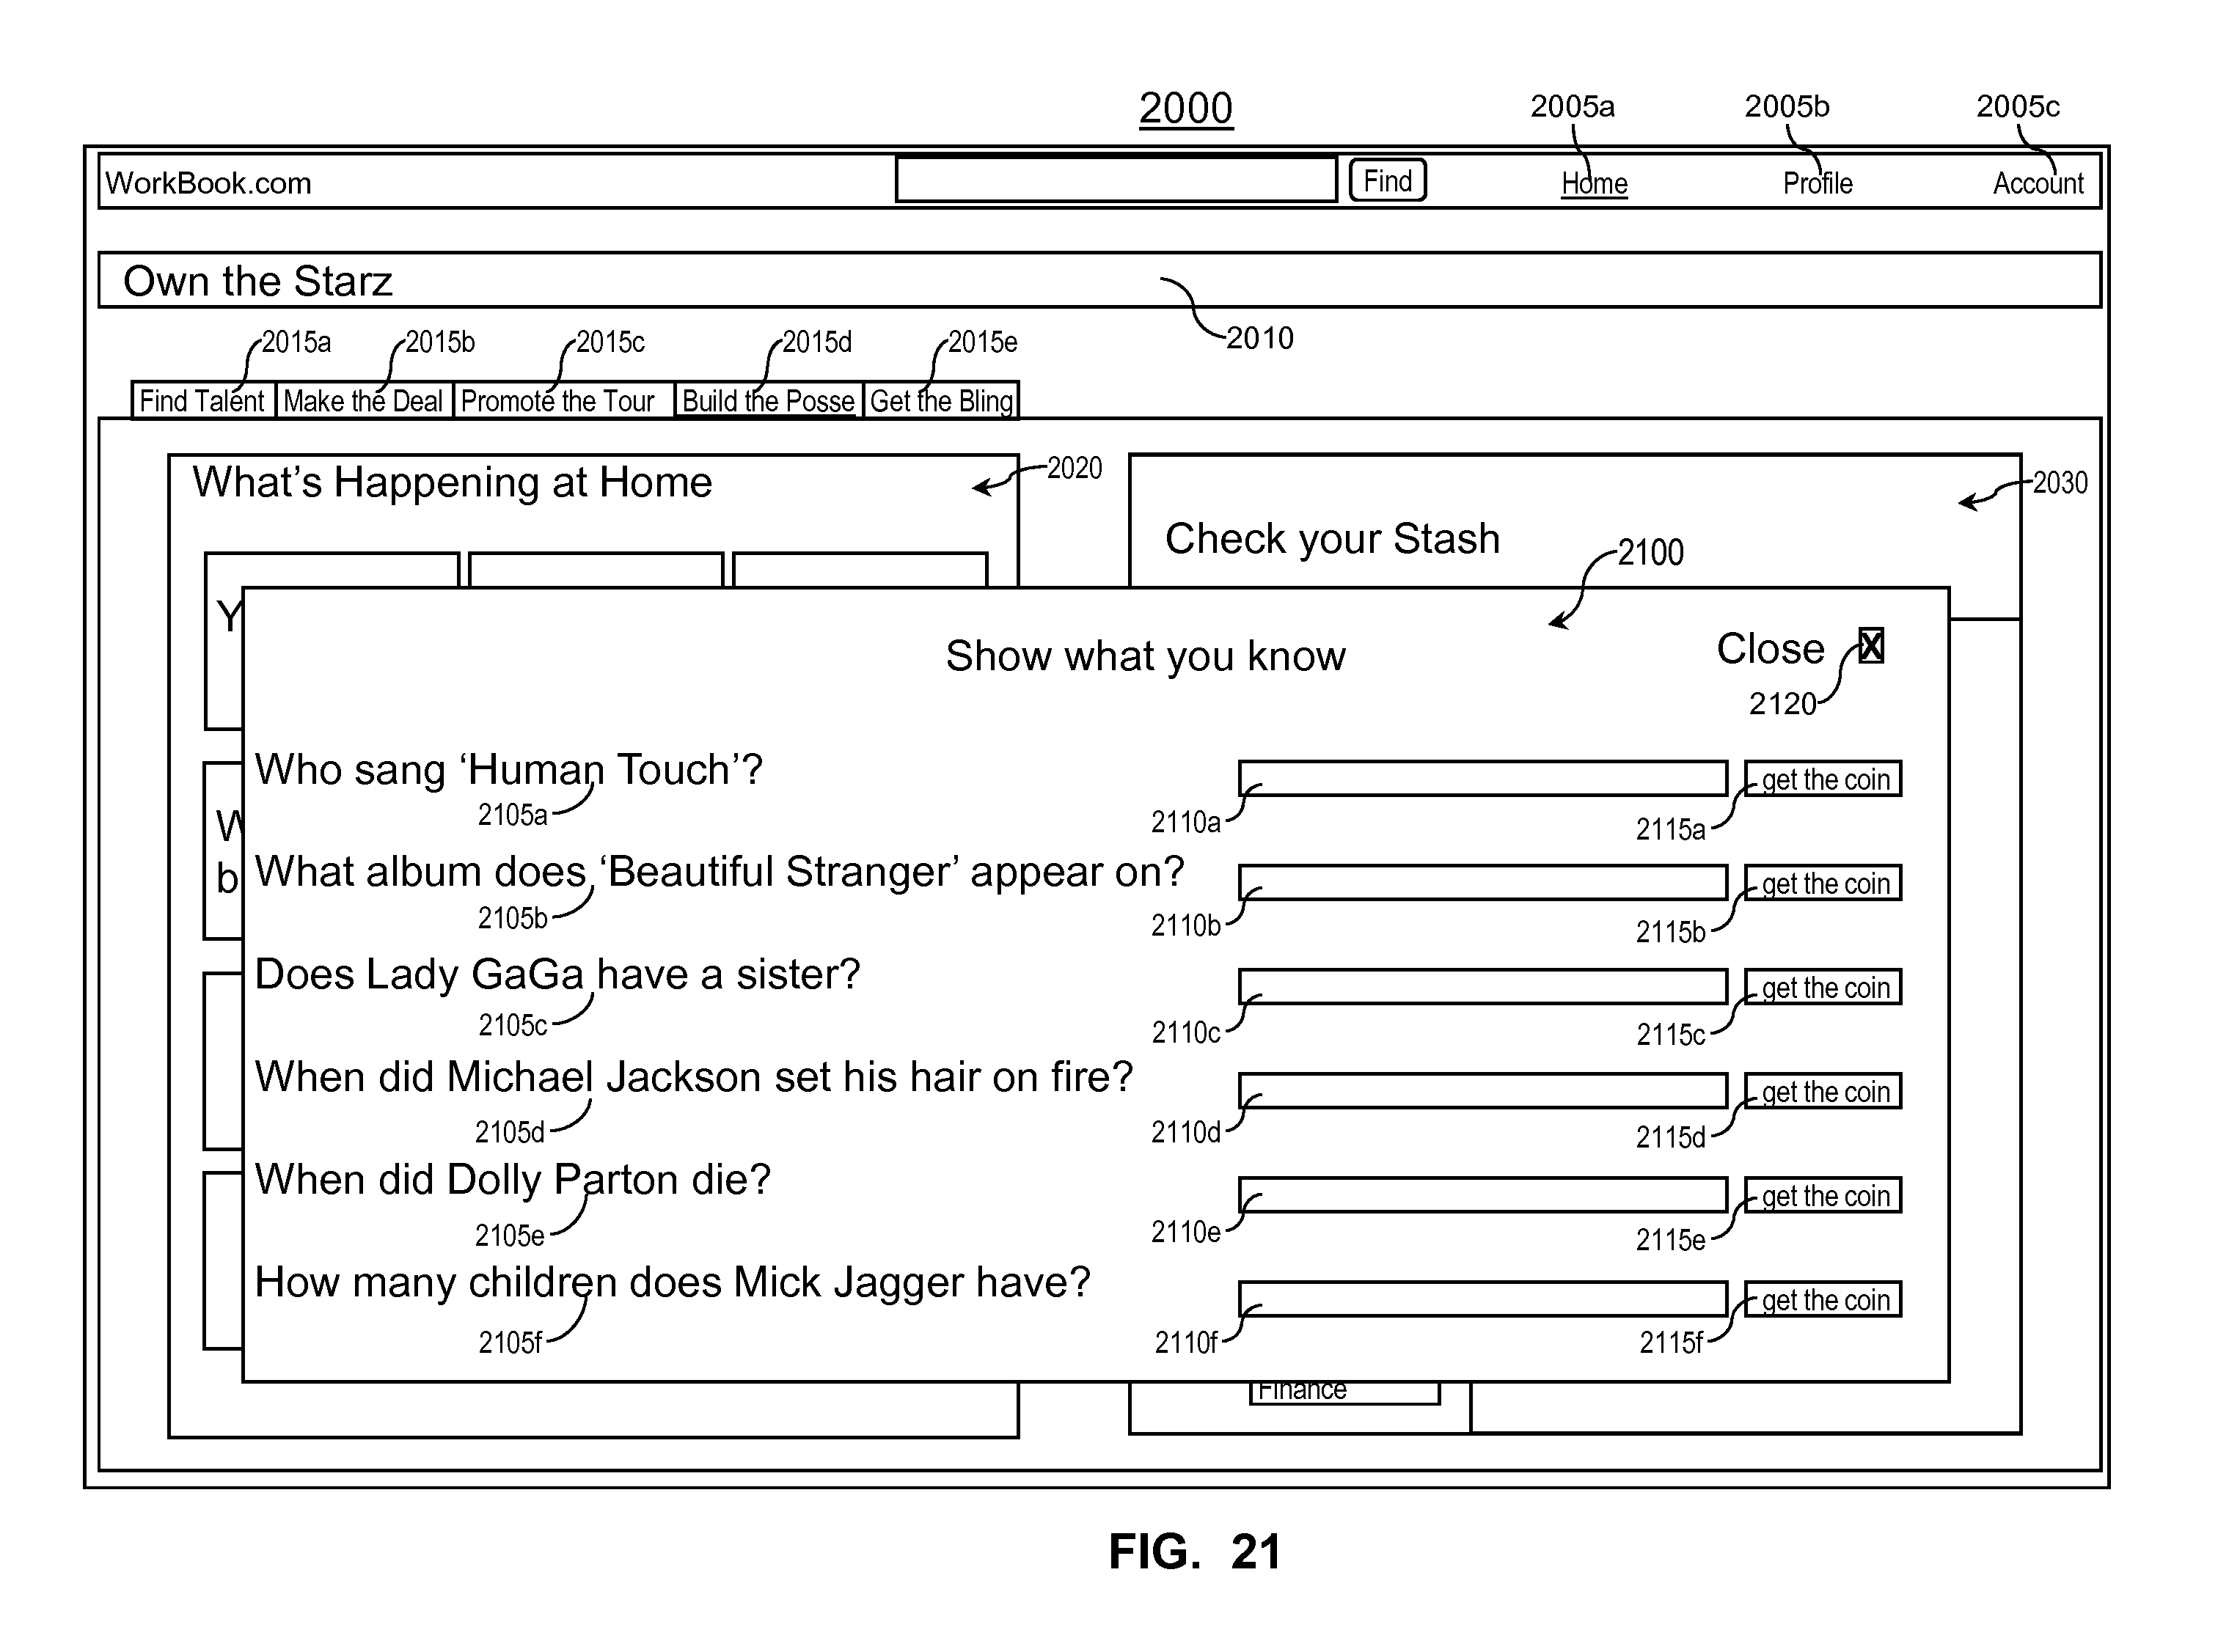 2000
2005a 2005b 2005c
WorkBook.com Find Home Profile Account
Own the Starz
2010
2015a 2015b 2015c 2015d 2015e
Find Talent Make the Deal Promote the Tour Build the Posse Get the Bling
What’s Happening at Home 2020
2030
Check your Stash
2100
Y
Show what you know Close X
2120
Who sang ‘Human Touch’? get the coin
2105a 2110a 2115a
W
b
What album does ‘Beautiful Stranger’ appear on? get the coin
2105b 2110b 2115b
Does Lady GaGa have a sister? get the coin
2105c 2110c 2115c
When did Michael Jackson set his hair on fire? get the coin
2105d 2110d 2115d
When did Dolly Parton die? get the coin
2105e 2110e 2115e
How many children does Mick Jagger have? get the coin
2105f 2110f 2115f
Finance
FIG. 21